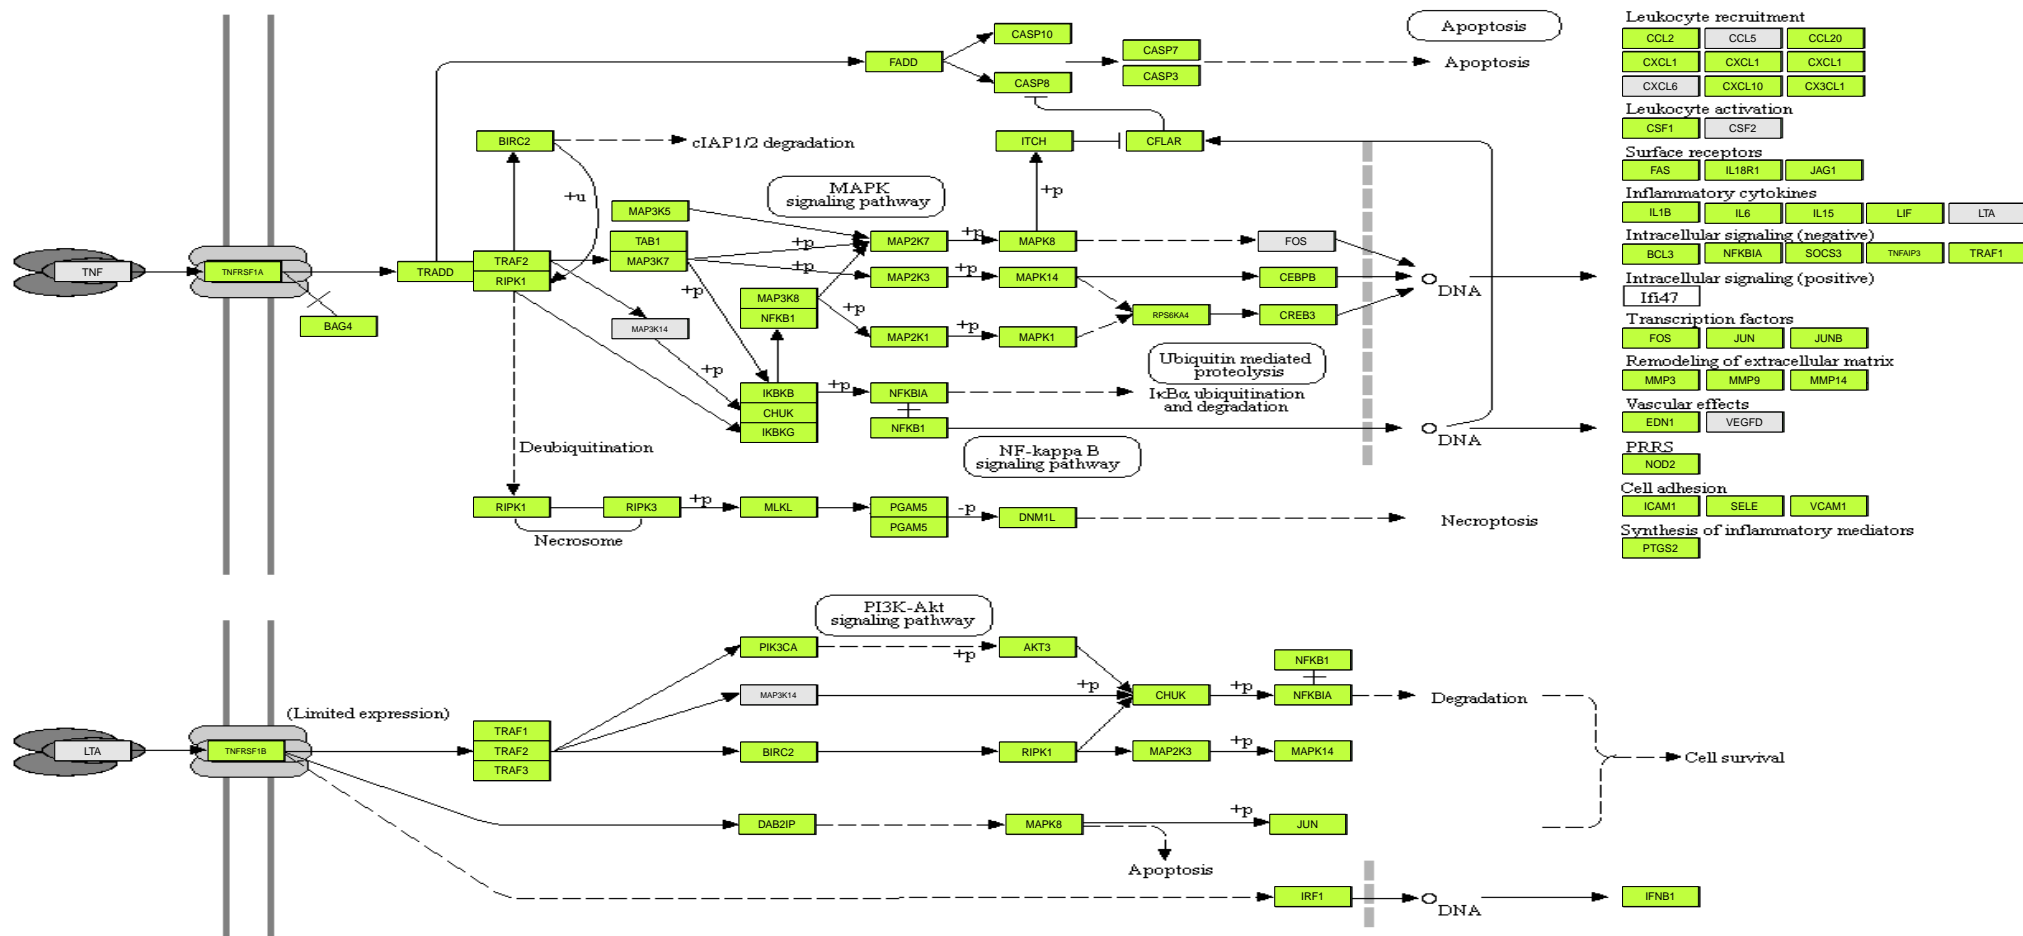 Leukocyte recruitment
CCL2 CCL5 CCL20
CXCL1 CXCL1 CXCL1
CXCL6 CXCL10 CX3CL1
Leukocyte activation
CSF1 CSF2
Surface receptors
FAS IL18R1 JAG1
Inflammatory cytokines
IL1B IL6 IL15 LIF LTA
Intracellular signaling (negative)
BCL3 NFKBIA SOCS3 TNFAIP3 TRAF1
Intracellular signaling (positive)
Ifi47
Transcription factors
FOS JUN JUNB
Remodeling of extracellular matrix
MMP3 MMP9 MMP14
Vascular effects
EDN1 VEGFD
PRRS
NOD2
Cell adhesion
ICAM1 SELE VCAM1
Synthesis of inflammatory mediators
PTGS2
Apoptosis
CASP10
CASP7
FADD
Apoptosis
CASP3
CASP8
BIRC2
cIAP1/2 degradation
ITCH
CFLAR
MAPK
signaling pathway
+p
+u
MAP3K5
TAB1
MAP3K7
+p
+p
+p
MAP2K7
+p
MAPK8
FOS
TNF
TNFRSF1A
TRADD
TRAF2
RIPK1
MAP2K3
+p
MAPK14
CEBPB
DNA
BAG4
MAP3K14
MAP3K8
NFKB1
+p
RPS6KA4
CREB3
MAP2K1
+p
MAPK1
Ubiquitin mediated
proteolysis
+p
IKBKB
CHUK
IKBKG
+p
NFKBIA
IκBα ubiquitination
and degradation
NFKB1
DNA
Deubiquitination
NF-kappa B
signaling pathway
RIPK1
RIPK3
+p
MLKL
PGAM5
PGAM5
-p
DNM1L
Necroptosis
Necrosome
PI3K-Akt
signaling pathway
PIK3CA
+p
AKT3
NFKB1
MAP3K14
+p
CHUK
+p
NFKBIA
Degradation
(Limited expression)
LTA
TNFRSF1B
TRAF1
TRAF2
TRAF3
BIRC2
RIPK1
MAP2K3
+p
MAPK14
Cell survival
DAB2IP
MAPK8
+p
JUN
Apoptosis
IRF1
DNA
IFNB1